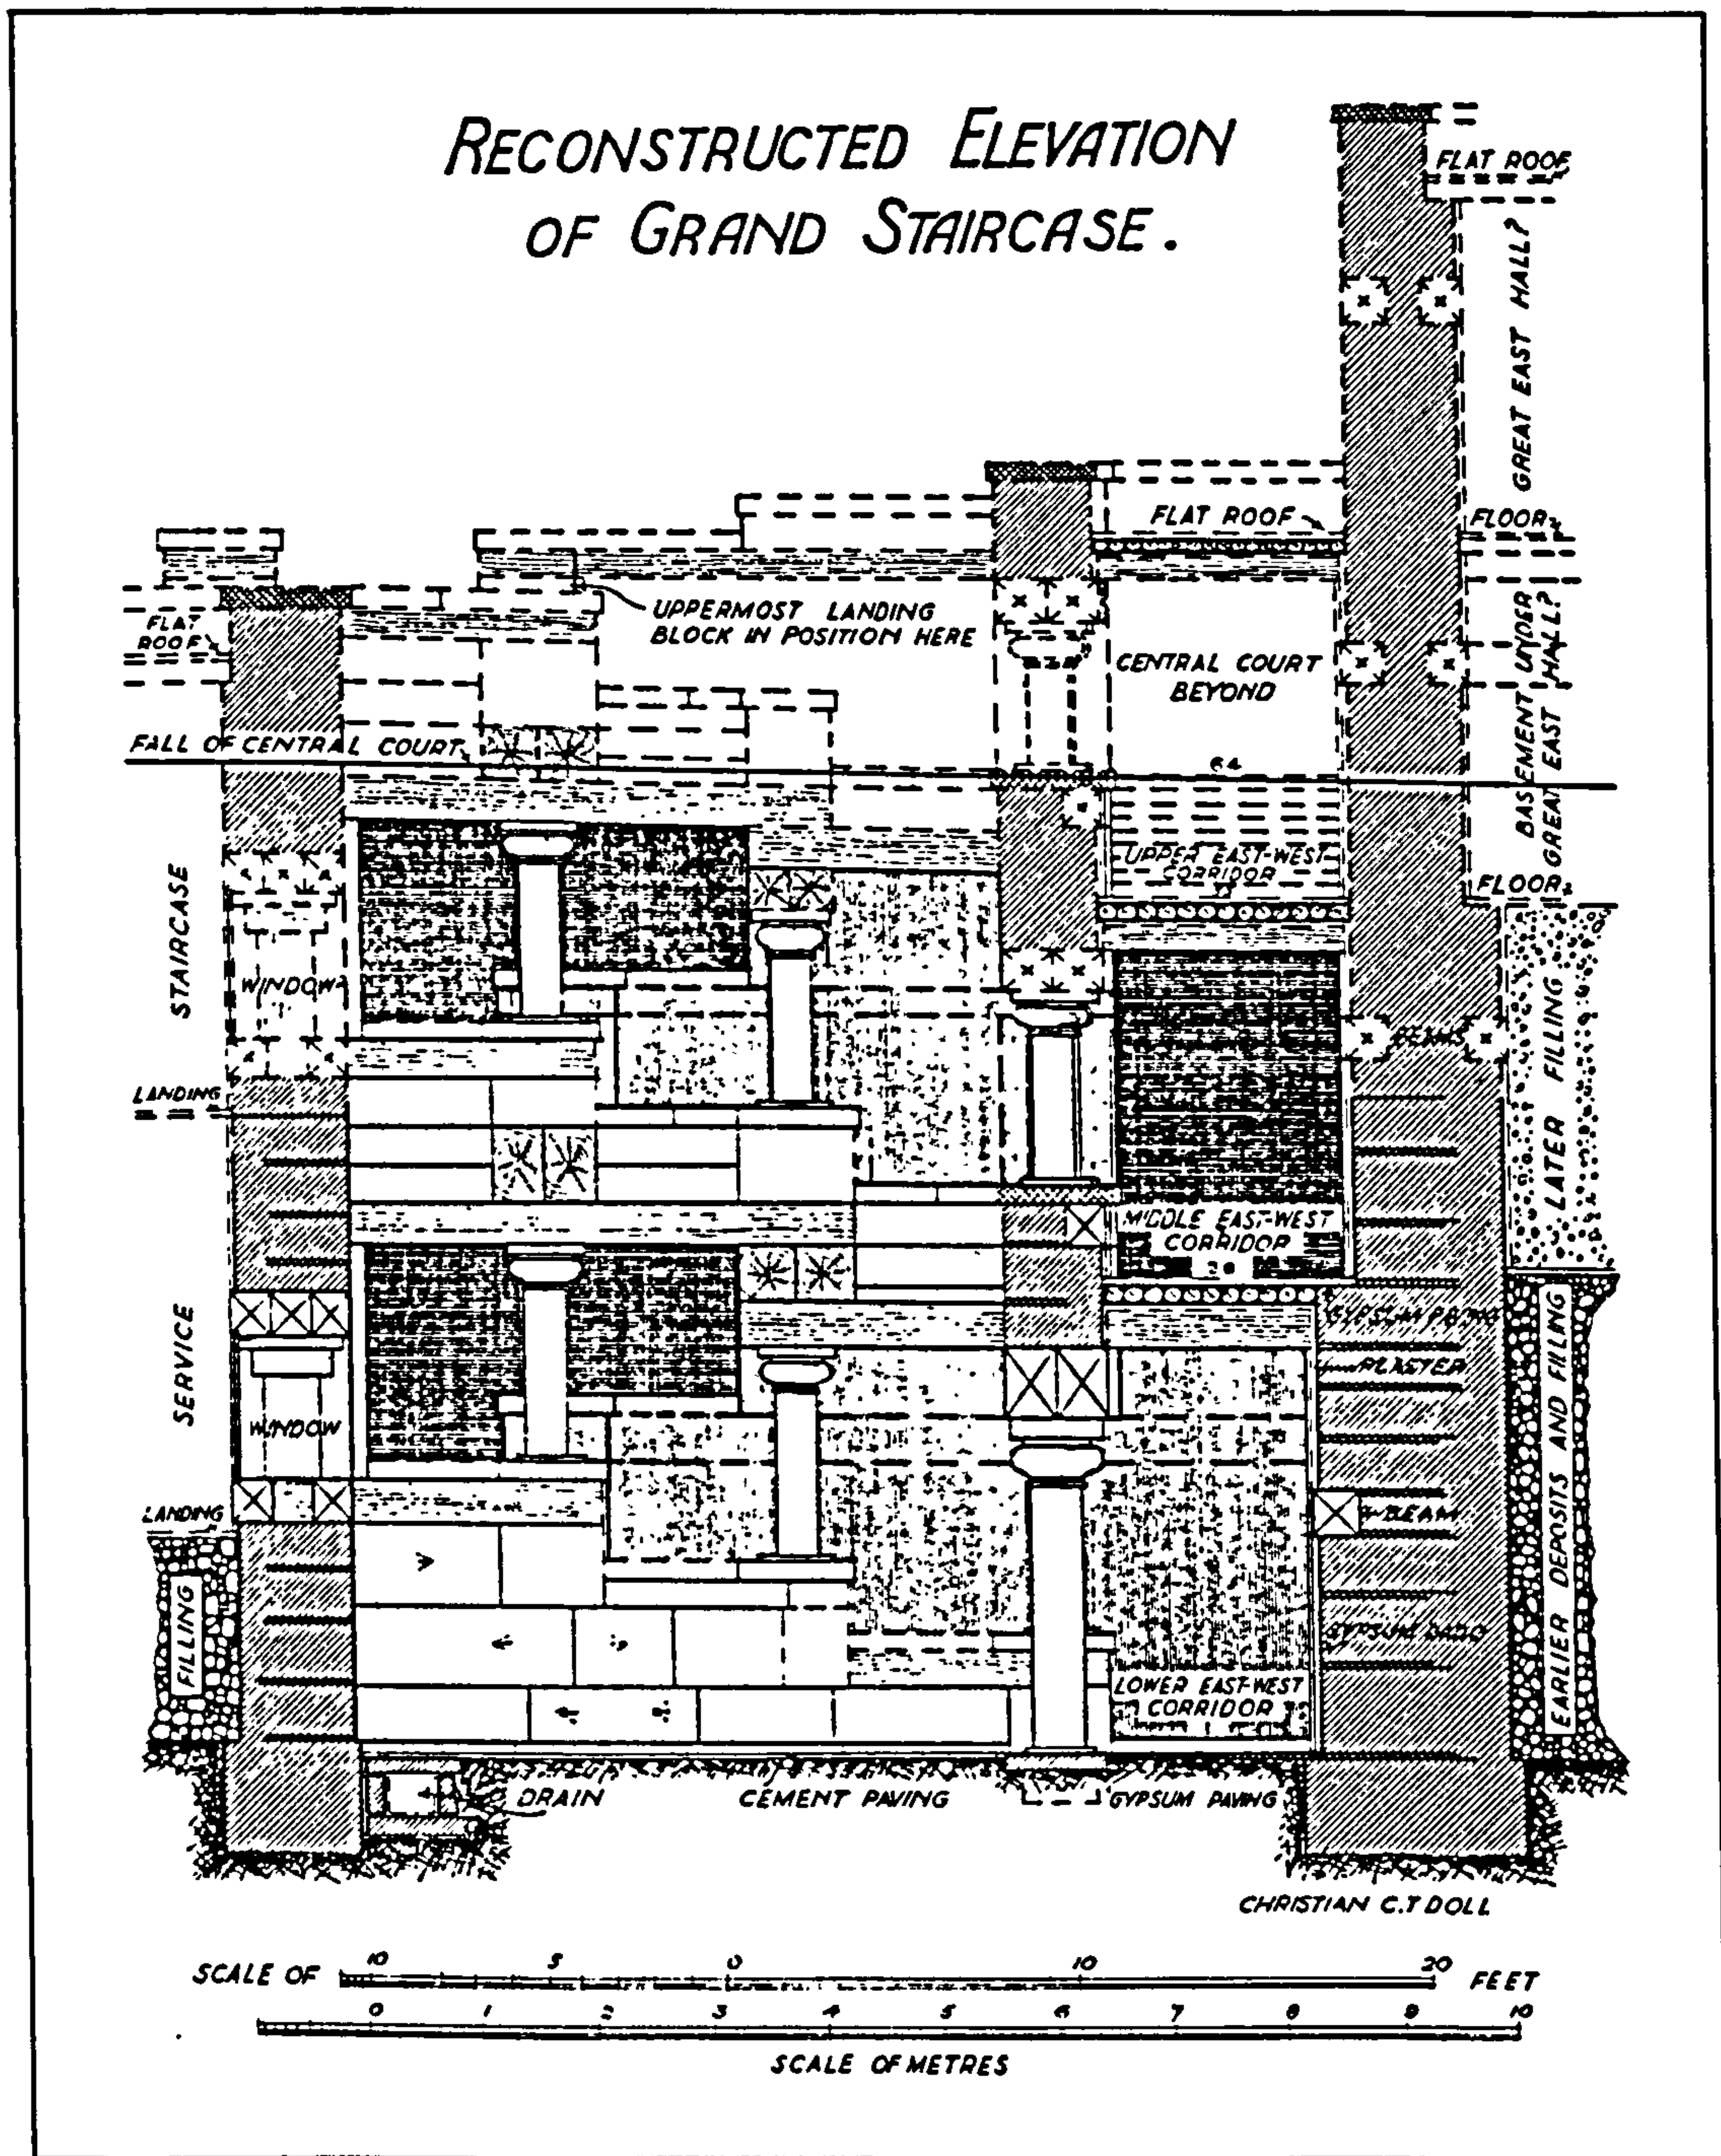 RECONSTRUCTED ELEVATION
OF GRAND STAIRCASE.
FLAT ROOF
GREAT EAST HALL?
FLAT ROOF
FLOOR
UPPERMOST LANDING
BLOCK IN POSITION HERE
FLAT
ROOF
CENTRAL COURT
BEYOND
BASEMENT UNDER
GREAT EAST HALL?
FALL OF CENTRAL COURT
64
UPPER EAST-WEST
CORRIDOR
FLOOR
STAIRCASE
WINDOW
BEAMS
LATER FILLING
LANDING
MIDDLE EAST-WEST
CORRIDOR
SERVICE
GYPSUM
PLASTER
WINDOW
EARLIER DEPOSITS AND FILING
BEAM
LANDING
FILLING
GYPSUM DADO
LOWER EAST-WEST
CORRIDOR
DRAIN
CEMENT PAVING
GYPSUM PAVING
CHRISTIAN C.T DOLL
SCALE OF 10 5 0 10 20 FEET
0 1 2 3 4 5 6 7 8 9 10
SCALE OF METRES